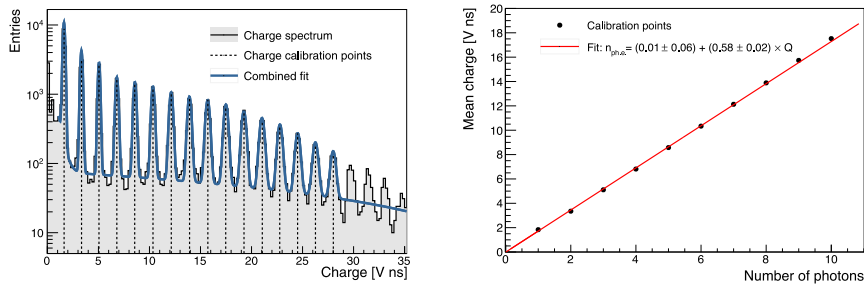 Entries
10⁴
10³
10²
10
Charge spectrum
Charge calibration points
Combined fit
0 5 10 15 20 25 30 35
Charge [V ns]
Mean charge [V ns]
20
18
16
14
12
10
8
6
4
2
0
Calibration points
Fit: n_ph.e.= (0.01 ± 0.06) + (0.58 ± 0.02) × Q
0 2 4 6 8 10
Number of photons